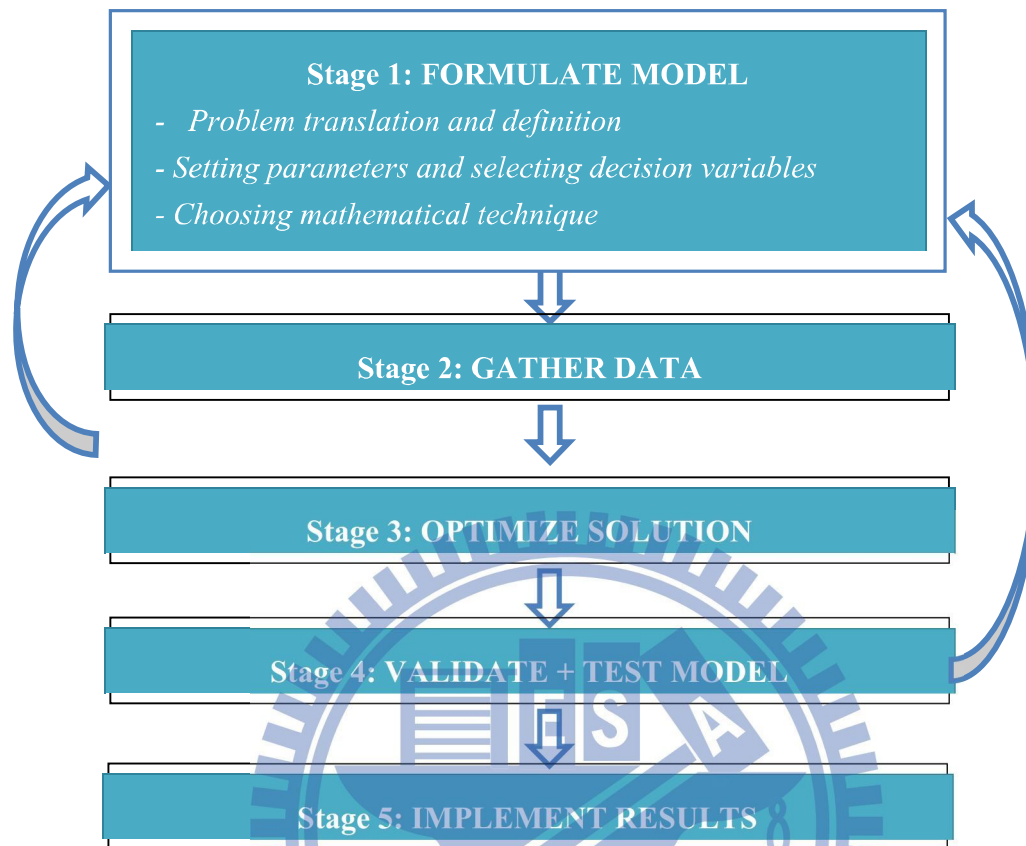 Stage 1: FORMULATE MODEL
- Problem translation and definition
- Setting parameters and selecting decision variables
- Choosing mathematical technique
Stage 2: GATHER DATA
Stage 3: OPTIMIZE SOLUTION
Stage 4: VALIDATE + TEST MODEL
E S A
Stage 5: IMPLEMENT RESULTS
8